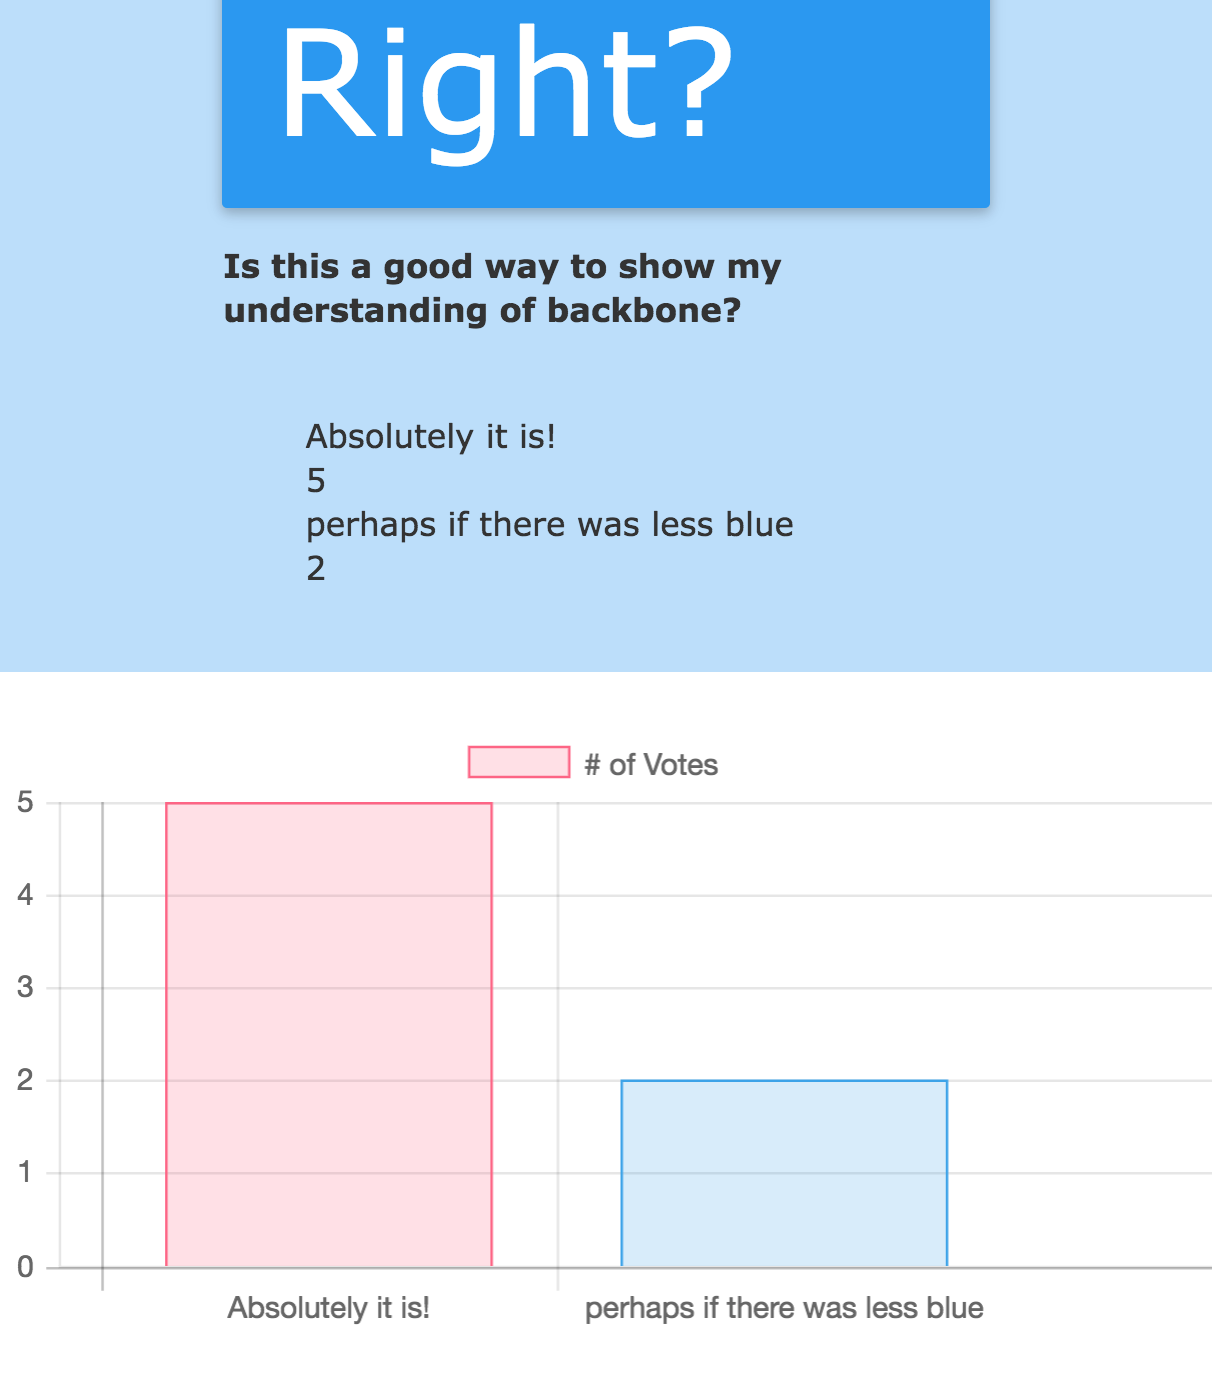 Right?
Is this a good way to show my
understanding of backbone?
Absolutely it is!
5
perhaps if there was less blue
2
# of Votes
5
4
3
2
1
0
Absolutely it is!
perhaps if there was less blue